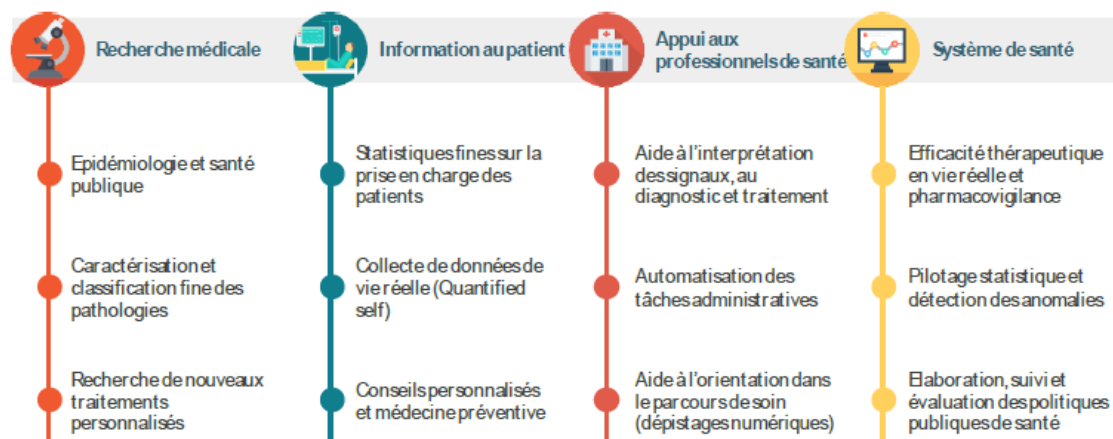 Recherche médicale
Information au patient
Appui aux
professionnels de santé
Système de santé
Epidémiologie et santé
publique
Statistiques fines sur la
prise en charge des
patients
Aide à l'interprétation
des signaux, au
diagnostic et traitement
Efficacité thérapeutique
en vie réelle et
pharmacovigilance
Caractérisation et
classification fine des
pathologies
Collecte de données de
vie réelle (Quantified
self)
Automatisation des
tâches administratives
Pilotage statistique et
détection des anomalies
Recherche de nouveaux
traitements
personnalisés
Conseils personnalisés
et médecine préventive
Aide à l'orientation dans
le parcours de soin
(dépistages numériques)
Elaboration, suivi et
évaluation des politiques
publiques de santé